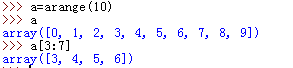 >>> a=arange(10)
>>> a
array([0, 1, 2, 3, 4, 5, 6, 7, 8, 9])
>>> a[3:7]
array([3, 4, 5, 6])
>>>